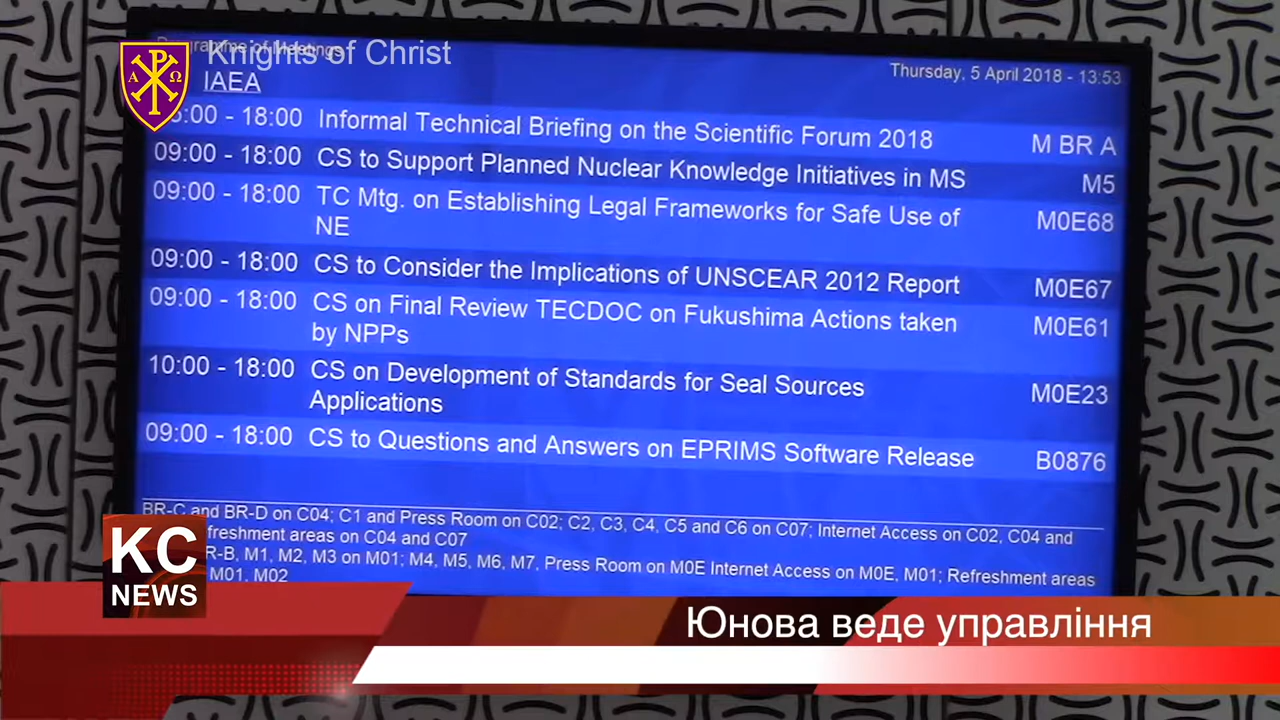 Programme of Meetings
Knights of Christ
Α Ω
IAEA
Thursday, 5 April 2018 - 13:53
:00 - 18:00 Informal Technical Briefing on the Scientific Forum 2018 M BR A
09:00 - 18:00 CS to Support Planned Nuclear Knowledge Initiatives in MS M5
09:00 - 18:00 TC Mtg. on Establishing Legal Frameworks for Safe Use of M0E68
NE
09:00 - 18:00 CS to Consider the Implications of UNSCEAR 2012 Report M0E67
09:00 - 18:00 CS on Final Review TECDOC on Fukushima Actions taken M0E61
by NPPs
10:00 - 18:00 CS on Development of Standards for Seal Sources M0E23
Applications
09:00 - 18:00 CS to Questions and Answers on EPRIMS Software Release B0876
BR-C and BR-D on C04; C1 and Press Room on C02; C2, C3, C4, C5 and C6 on C07; Internet Access on C02, C04 and
freshment areas on C04 and C07
R-B, M1, M2, M3 on M01; M4, M5, M6, M7, Press Room on M0E Internet Access on M0E, M01; Refreshment areas
M01, M02
KC
NEWS
Юнова веде управління